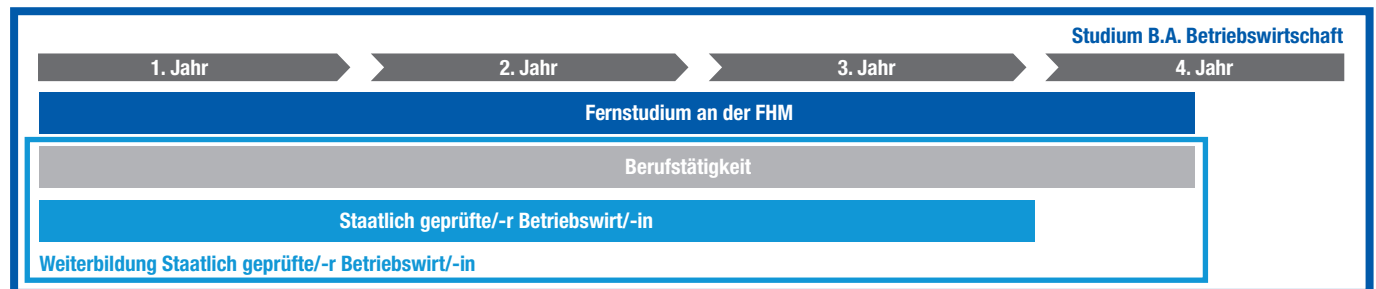 Studium B.A. Betriebswirtschaft
1. Jahr 2. Jahr 3. Jahr 4. Jahr
Fernstudium an der FHM
Berufstätigkeit
Staatlich geprüfte/-r Betriebswirt/-in
Weiterbildung Staatlich geprüfte/-r Betriebswirt/-in